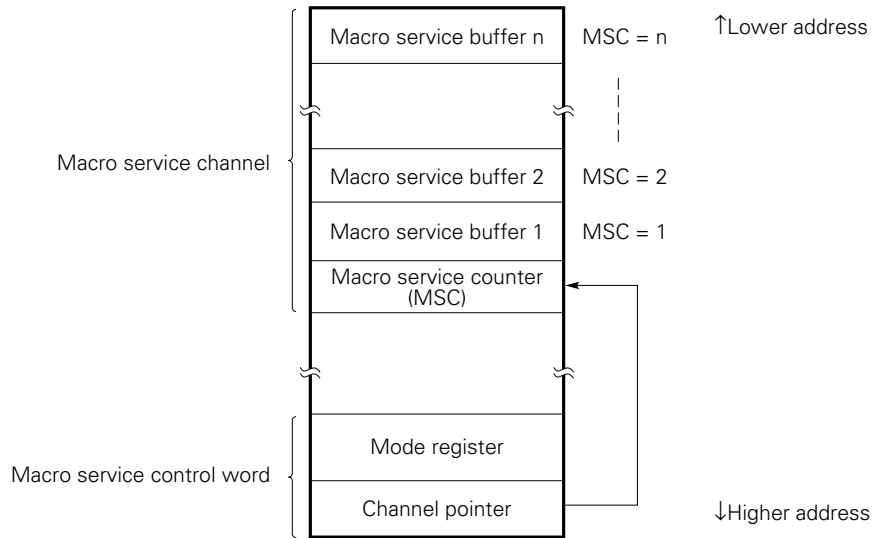 Macro service buffer n MSC = n ↑Lower address
Macro service channel
Macro service buffer 2 MSC = 2
Macro service buffer 1 MSC = 1
Macro service counter
(MSC)
Mode register
Macro service control word
Channel pointer ↓Higher address